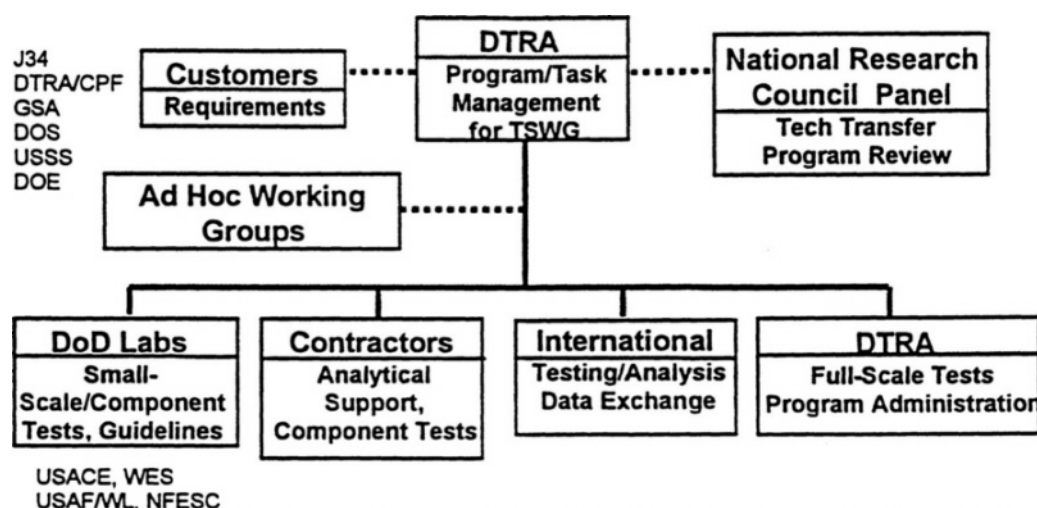 J34
DTRA/CPF
GSA
DOS
USSS
DOE
Customers
Requirements
DTRA
Program/Task
Management
for TSWG
National Research
Council Panel
Tech Transfer
Program Review
Ad Hoc Working
Groups
DoD Labs
Small-
Scale/Component
Tests, Guidelines
Contractors
Analytical
Support,
Component Tests
International
Testing/Analysis
Data Exchange
DTRA
Full-Scale Tests
Program Administration
USACE, WES
USAF/WL, NFESC